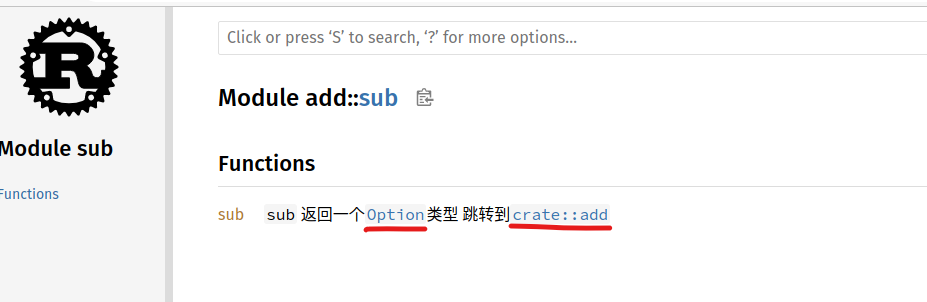 Click or press ‘S’ to search, ‘?’ for more options…
Module add::sub
Module sub
Functions
Functions
sub sub 返回一个Option类型 跳转到crate::add